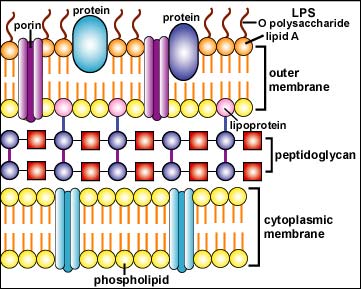 protein
porin
protein
LPS
O polysaccharide
lipid A
outer
membrane
lipoprotein
peptidoglycan
cytoplasmic
membrane
phospholipid